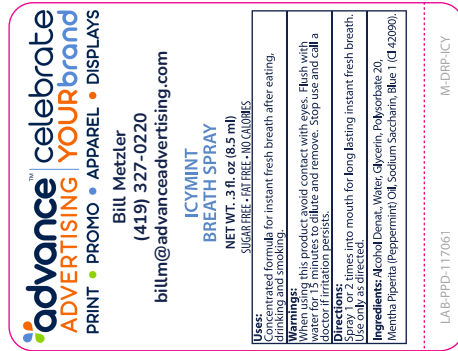 advance™ | celebrate
ADVERTISING | YOURbrand
PRINT • PROMO • APPAREL • DISPLAYS
Bill Metzler
(419) 327-0220
billm@advanceadvertising.com
ICYMINT
BREATH SPRAY
NET WT. .3 fl. oz (8.5 ml)
SUGAR FREE • FAT FREE • NO CALORIES
Uses:
Concentrated formula for instant fresh breath after eating,
drinking and smoking.
Warnings:
When using this product avoid contact with eyes. Flush with
water for 15 minutes to dilute and remove. Stop use and call a
doctor if irritation persists.
Directions:
Spray 1 or 2 times into mouth for long lasting instant fresh breath.
Use only as directed.
Ingredients: Alcohol Denat., Water, Glycerin, Polysorbate 20,
Mentha Piperita (Peppermint) Oil, Sodium Saccharin, Blue 1 (CI 42090).
LAB-PPD-117061
M-DRP-ICY